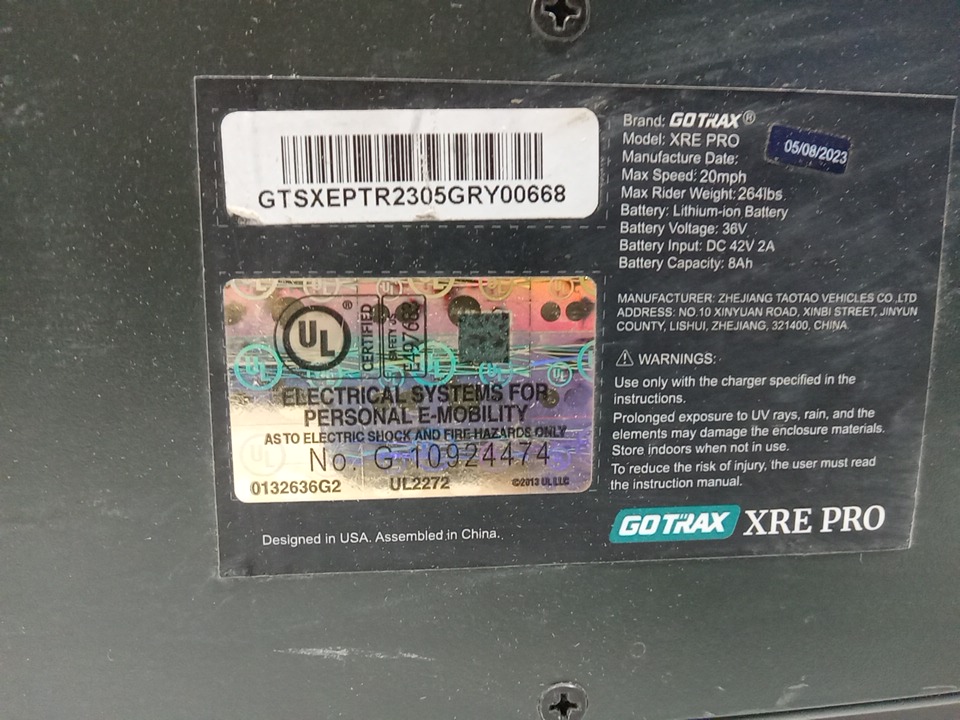 GTSXEPTR2305GRY00668
UL ®
CERTIFIED
SAFETY US
E497602
ELECTRICAL SYSTEMS FOR
PERSONAL E-MOBILITY
AS TO ELECTRIC SHOCK AND FIRE HAZARDS ONLY
No. G 10924474
0132636G2 UL2272 ©2013 UL LLC
Designed in USA. Assembled in China.
Brand: GOTRAX®
Model: XRE PRO
Manufacture Date: 05/08/2023
Max Speed: 20mph
Max Rider Weight: 264lbs
Battery: Lithium-ion Battery
Battery Voltage: 36V
Battery Input: DC 42V 2A
Battery Capacity: 8Ah
MANUFACTURER: ZHEJIANG TAOTAO VEHICLES CO.,LTD
ADDRESS: NO.10 XINYUAN ROAD, XINBI STREET, JINYUN
COUNTY, LISHUI, ZHEJIANG, 321400, CHINA
⚠ WARNINGS:
Use only with the charger specified in the
instructions.
Prolonged exposure to UV rays, rain, and the
elements may damage the enclosure materials.
Store indoors when not in use.
To reduce the risk of injury, the user must read
the instruction manual.
GOTRAX XRE PRO